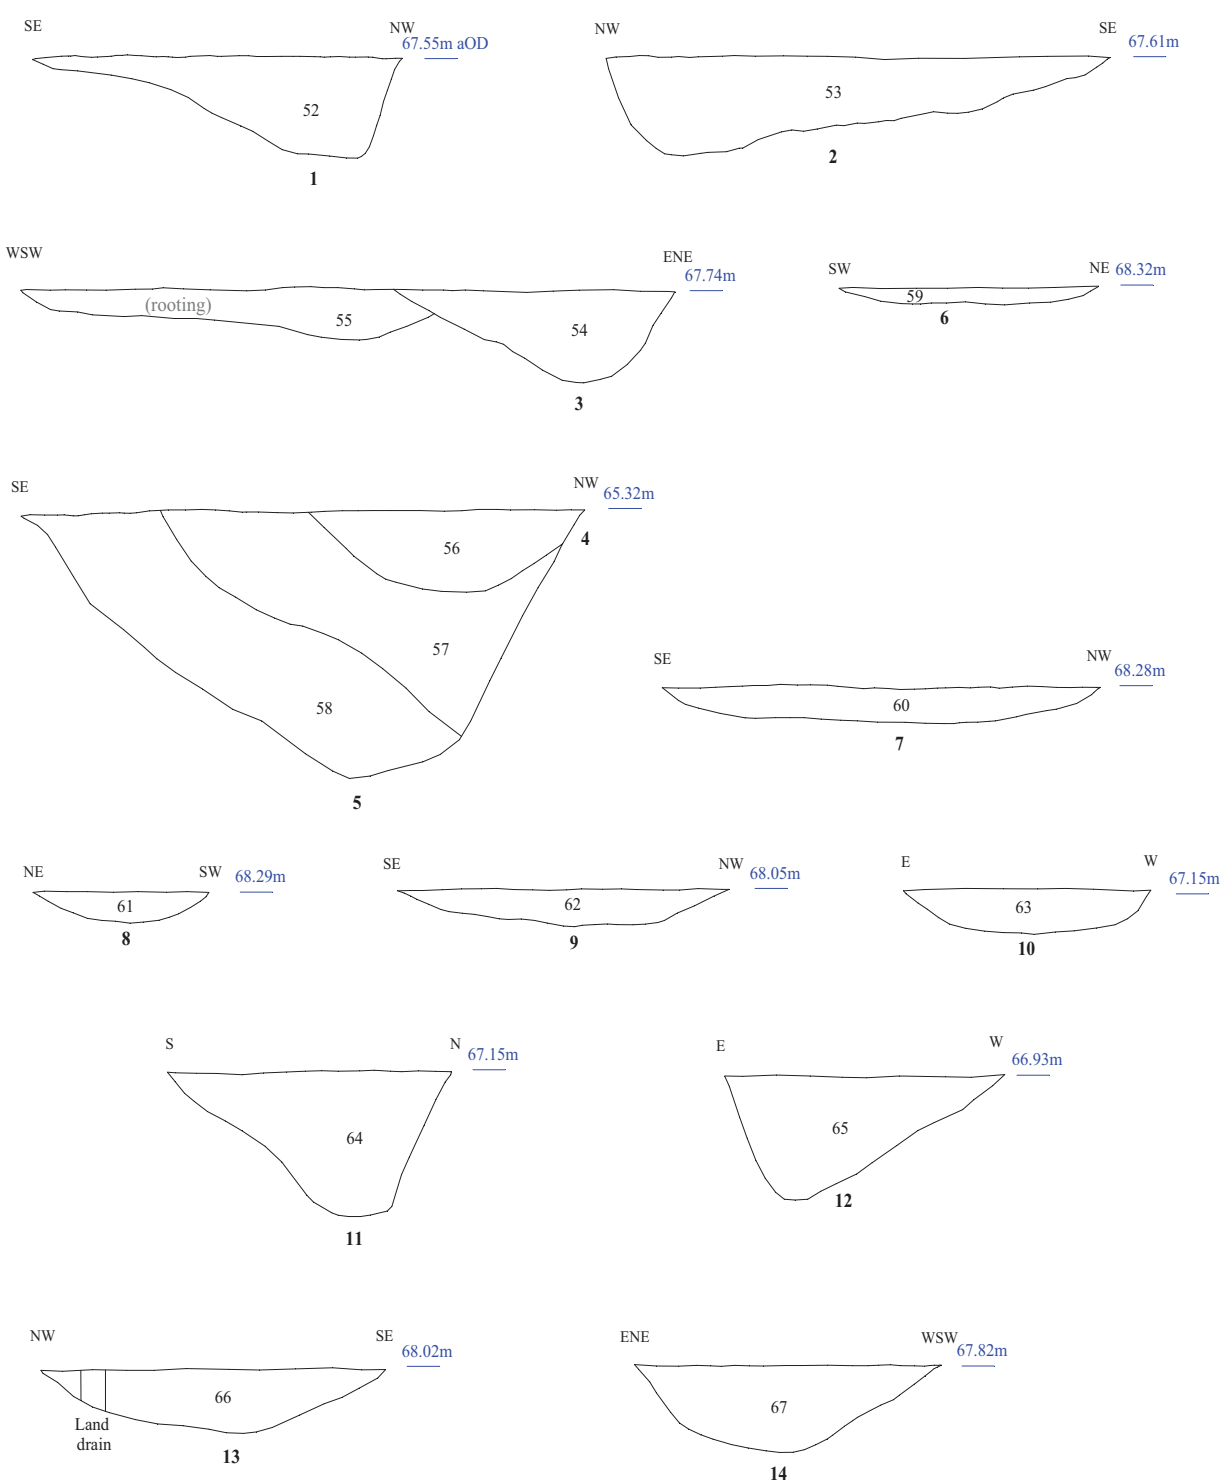 SE
NW
67.55m aOD
52
1
NW
SE
67.61m
53
2
WSW
ENE
67.74m
(rooting)
55
54
3
SW
NE
68.32m
59
6
SE
NW
65.32m
4
56
57
58
5
SE
NW
68.28m
60
7
NE
SW
68.29m
61
8
SE
NW
68.05m
62
9
E
W
67.15m
63
10
S
N
67.15m
64
11
E
W
66.93m
65
12
NW
SE
68.02m
66
Land
drain
13
ENE
WSW
67.82m
67
14